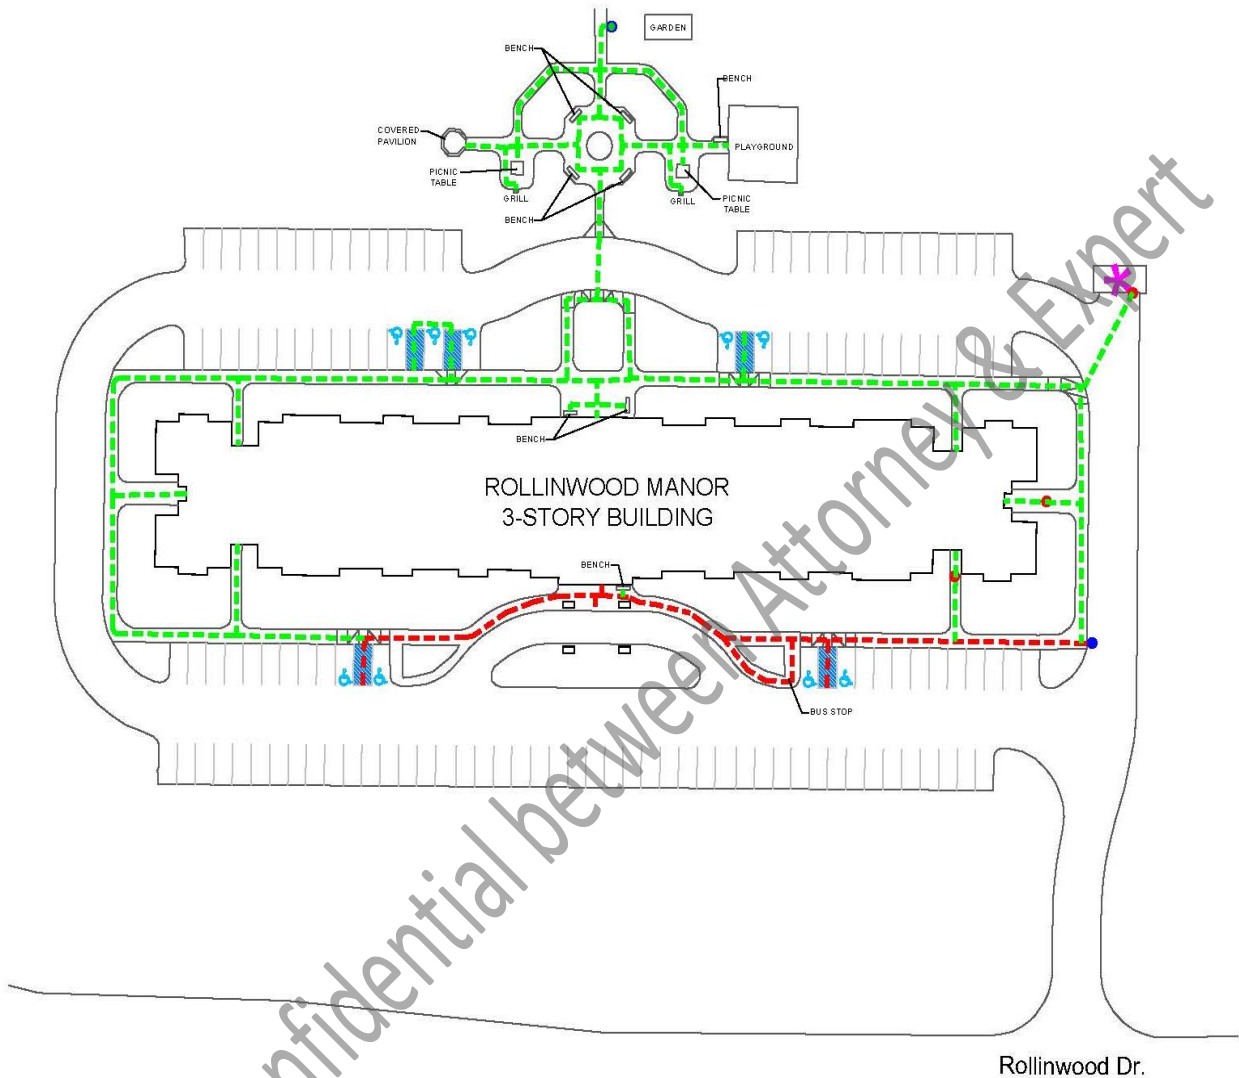 GARDEN
BENCH
BENCH
COVERED
PAVILION
PLAYGROUND
PICNIC
TABLE
GRILL
GRILL
PICNIC
TABLE
BENCH
BENCH
ROLLINWOOD MANOR
3-STORY BUILDING
BENCH
BUS STOP
Rollinwood Dr.
nfidential between Attorney & Expert